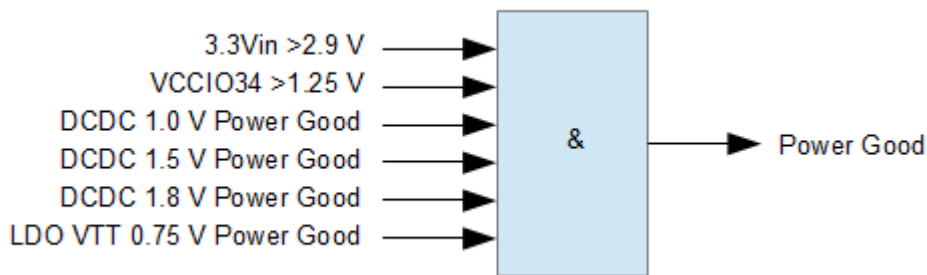 3.3Vin >2.9 V
VCCIO34 >1.25 V
DCDC 1.0 V Power Good
DCDC 1.5 V Power Good
DCDC 1.8 V Power Good
LDO VTT 0.75 V Power Good
&
Power Good